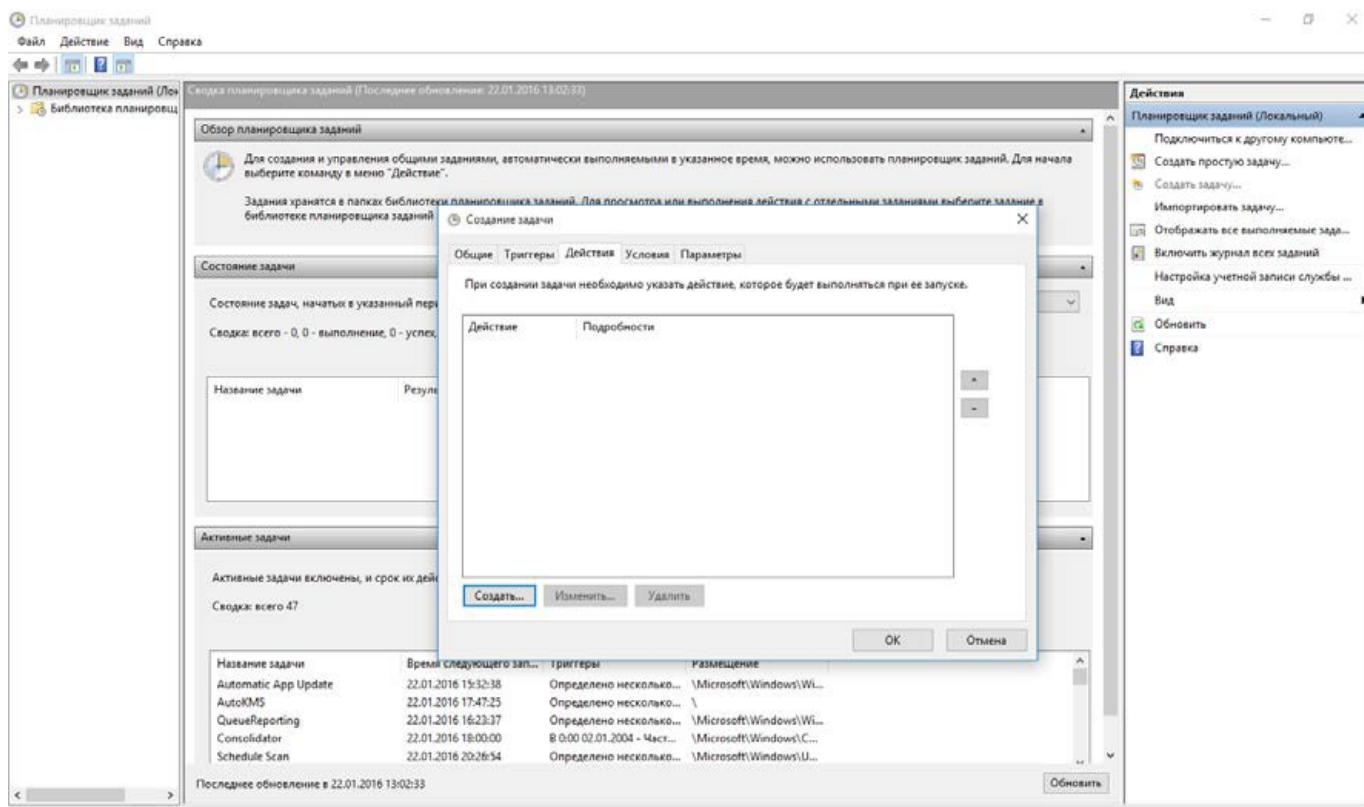 Планировщик заданий
Файл Действие Вид Справка
Планировщик заданий (Лок
Библиотека планировщ
Сводка планировщика заданий (Последнее обновление: 22.01.2016 13:02:33)
Обзор планировщика заданий
Для создания и управления общими заданиями, автоматически выполняемыми в указанное время, можно использовать планировщик заданий. Для начала
выберите команду в меню "Действие".
Задания хранятся в папках библиотеки планировщика заданий. Для просмотра или выполнения действия с отдельными заданиями выберите задание в
библиотеке планировщика заданий
Состояние задачи
Состояние задач, начатых в указанный пери
Сводка: всего - 0, 0 - выполнение, 0 - успех,
Название задачи Резуль
Активные задачи
Активные задачи включены, и срок их дейс
Сводка: всего 47
Название задачи Время следующего зап... Триггеры Размещение
Automatic App Update 22.01.2016 15:32:38 Определено несколько... \Microsoft\Windows\Wi...
AutoKMS 22.01.2016 17:47:25 Определено несколько... \
QueueReporting 22.01.2016 16:23:37 Определено несколько... \Microsoft\Windows\Wi...
Consolidator 22.01.2016 18:00:00 В 0:00 02.01.2004 - Част... \Microsoft\Windows\C...
Schedule Scan 22.01.2016 20:26:54 Определено несколько... \Microsoft\Windows\U...
Последнее обновление в 22.01.2016 13:02:33 Обновить
Создание задачи
Общие Триггеры Действия Условия Параметры
При создании задачи необходимо указать действие, которое будет выполняться при ее запуске.
Действие Подробности
Создать... Изменить... Удалить
OK Отмена
Действия
Планировщик заданий (Локальный)
Подключиться к другому компьюте...
Создать простую задачу...
Создать задачу...
Импортировать задачу...
Отображать все выполняемые зада...
Включить журнал всех заданий
Настройка учетной записи службы ...
Вид
Обновить
Справка